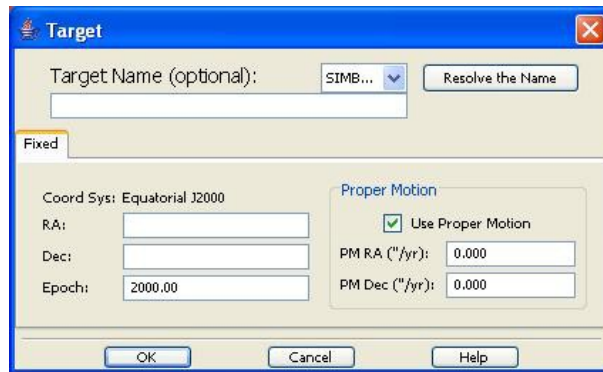 Target
Target Name (optional):
SIMB...
Resolve the Name
Fixed
Coord Sys: Equatorial J2000
RA:
Dec:
Epoch: 2000.00
Proper Motion
Use Proper Motion
PM RA ("/yr): 0.000
PM Dec ("/yr): 0.000
OK
Cancel
Help